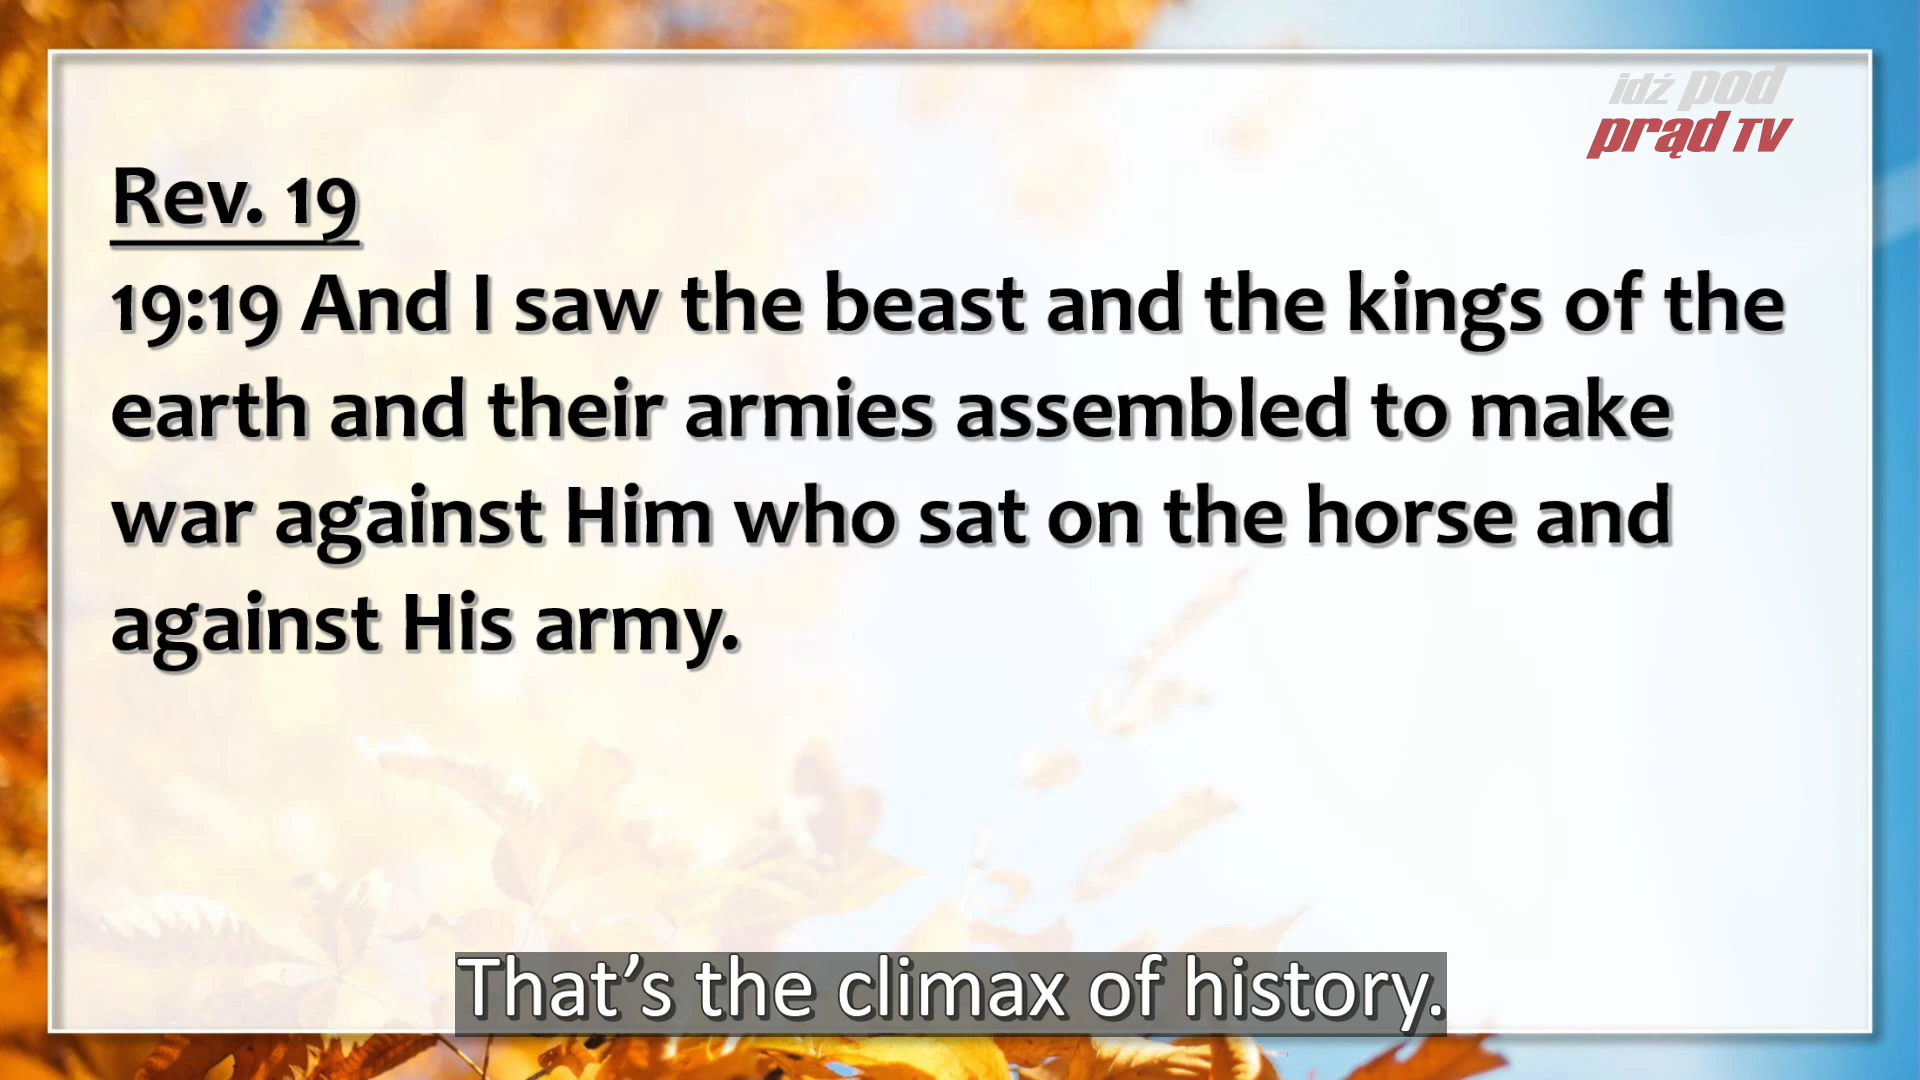 idź pod
prąd TV
Rev. 19
19:19 And I saw the beast and the kings of the
earth and their armies assembled to make
war against Him who sat on the horse and
against His army.
That’s the climax of history.